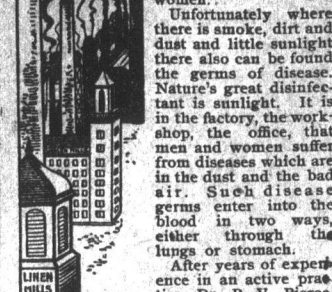 women.
Unfortunately where
there is smoke, dirt and
dust and little sunlight
there also can be found
the germs of disease.
Nature's great disinfec-
tant is sunlight. It is
in the factory, the work-
shop, the office, that
men and women suffer
from diseases which are
in the dust and the bad
air. Such disease
germs enter into the
blood in two ways,
either through the
lungs or stomach.
After years of experi-
ence in an active prac-
LINEN
MILLS